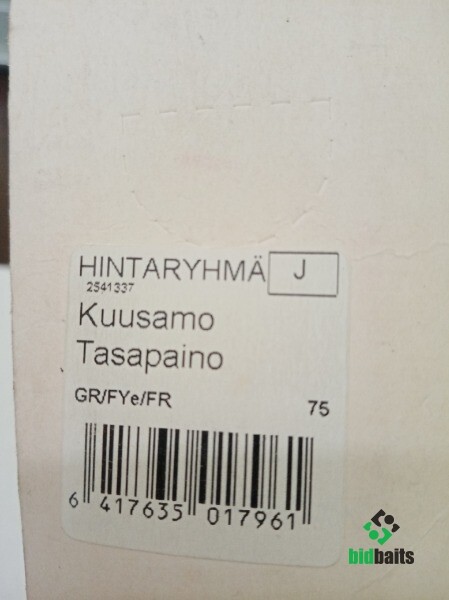 HINTARYHMÄ J
2541337
Kuusamo
Tasapaino
GR/FYe/FR 75
6 417635 017961
bidbaits